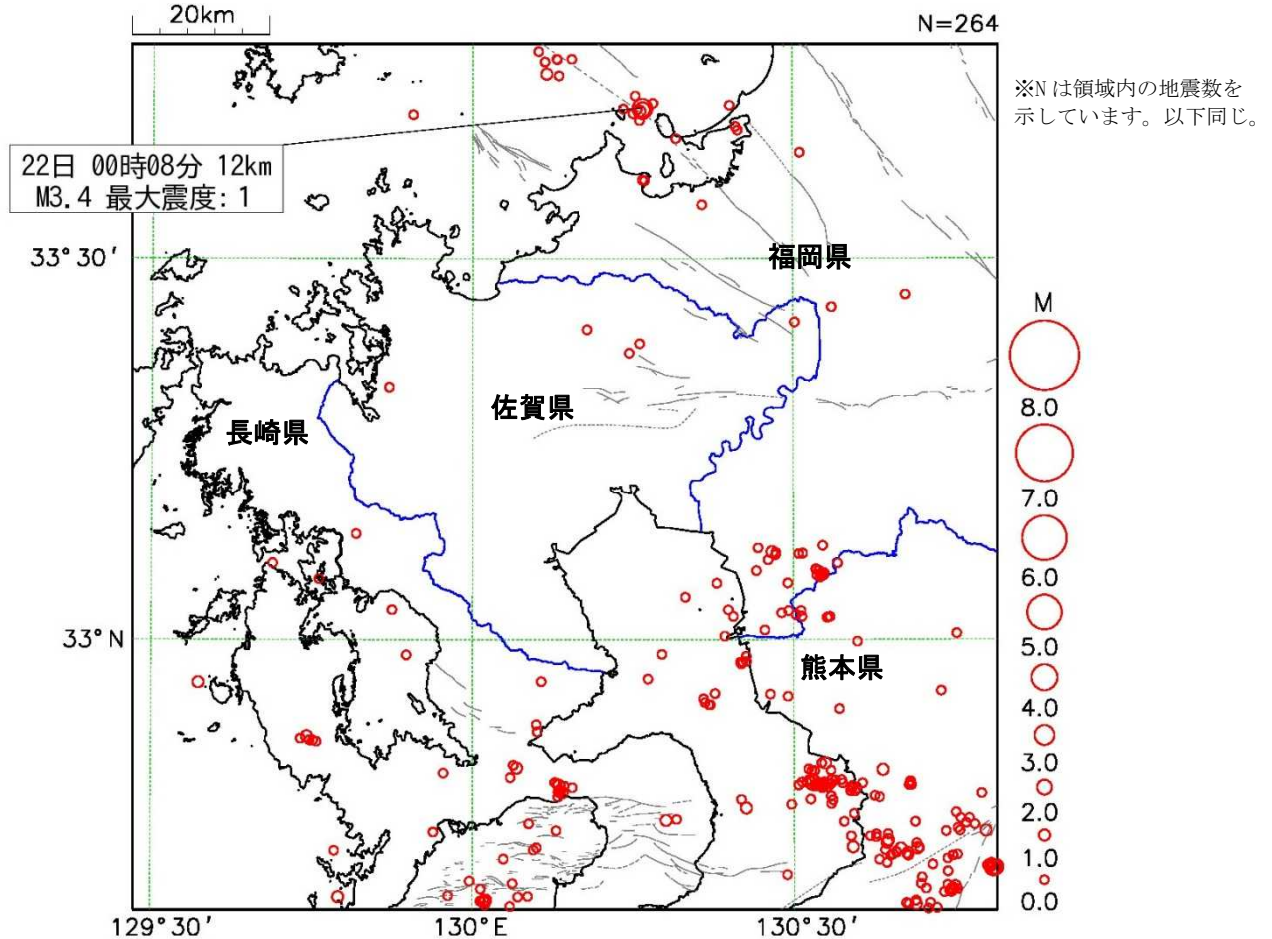 20km
N=264
※N は領域内の地震数を
示しています。以下同じ。
22日 00時08分 12km
M3.4 最大震度: 1
33°30′
福岡県
佐賀県
長崎県
33°N
熊本県
129°30′
130°E
130°30′
M
8.0
7.0
6.0
5.0
4.0
3.0
2.0
1.0
0.0